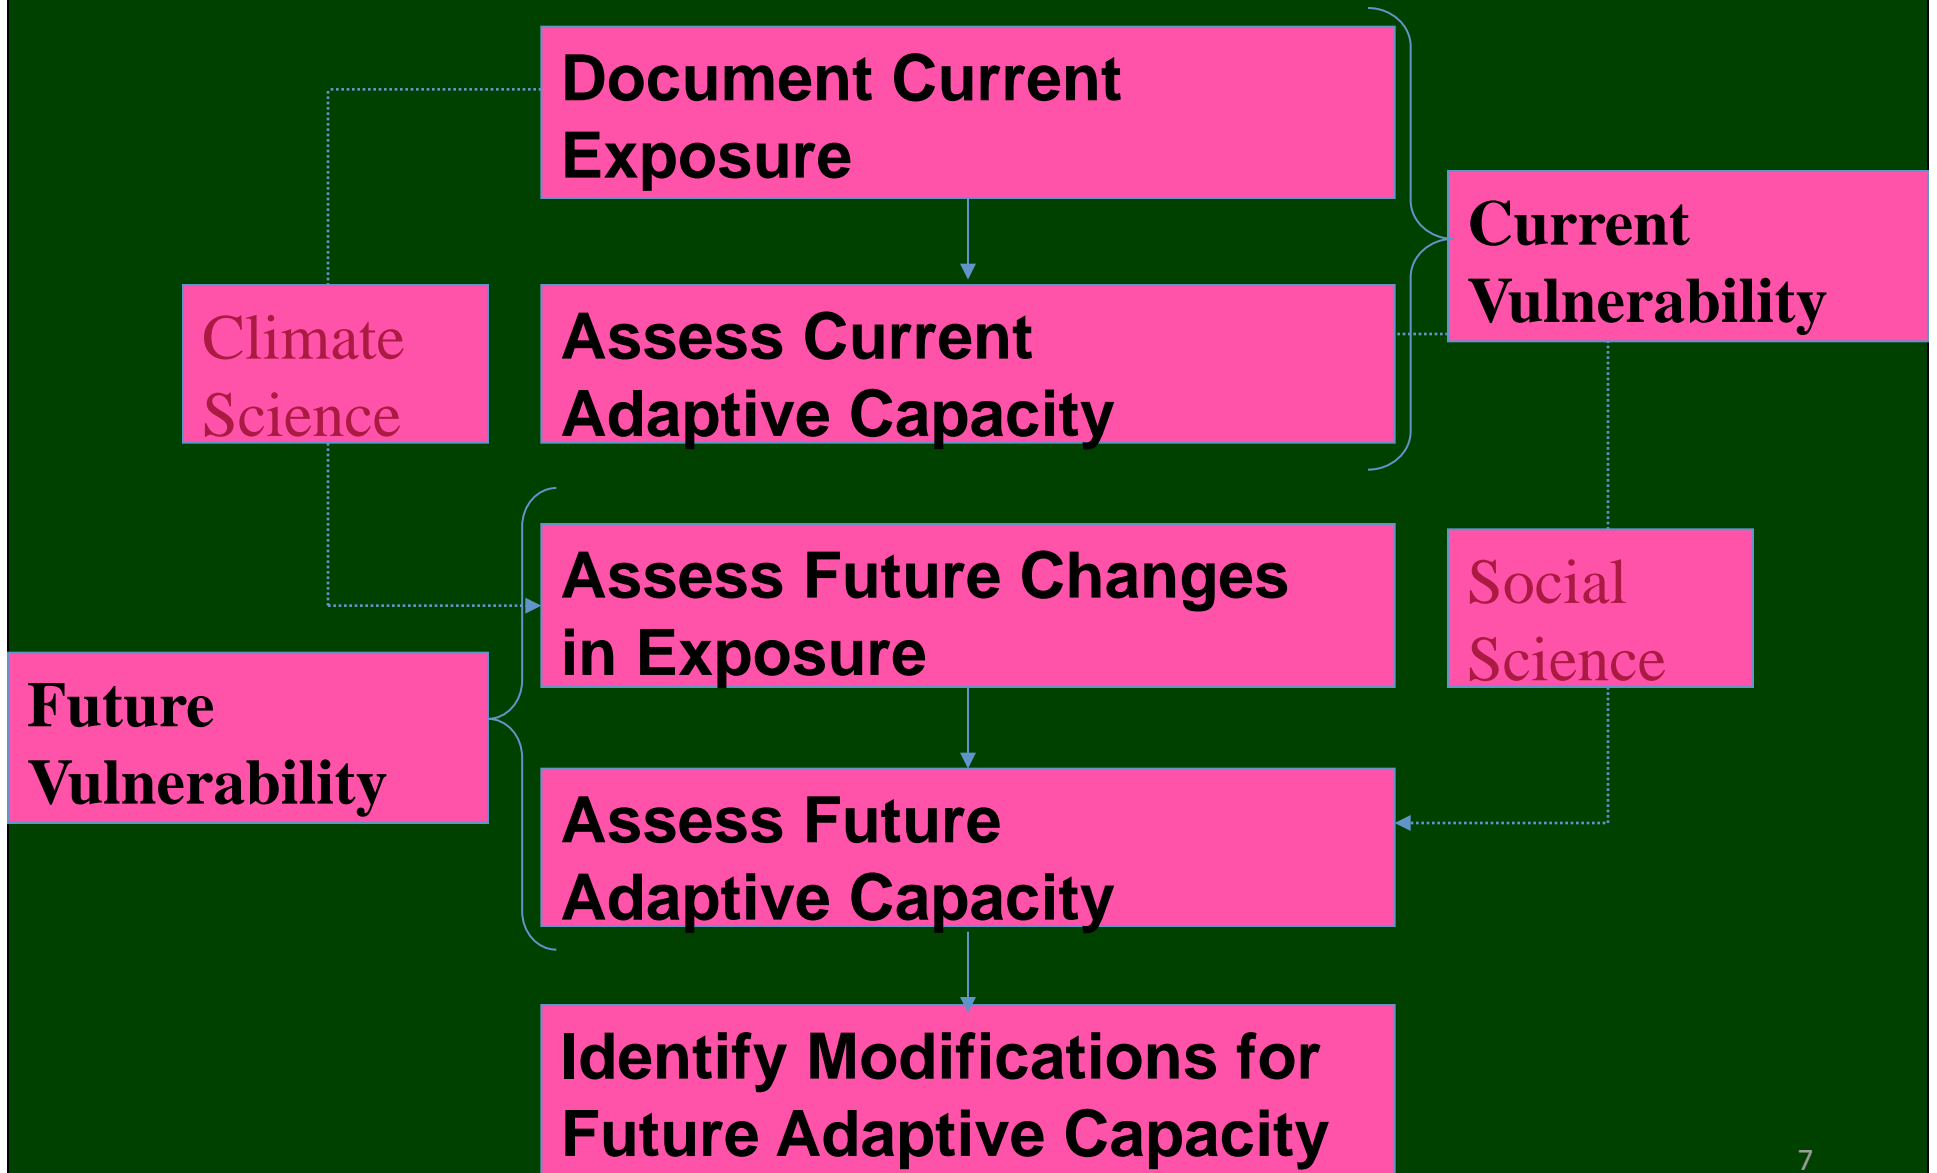 Document Current
Exposure
Current
Vulnerability
Climate
Science
Assess Current
Adaptive Capacity
Assess Future Changes
in Exposure
Social
Science
Future
Vulnerability
Assess Future
Adaptive Capacity
Identify Modifications for
Future Adaptive Capacity
7